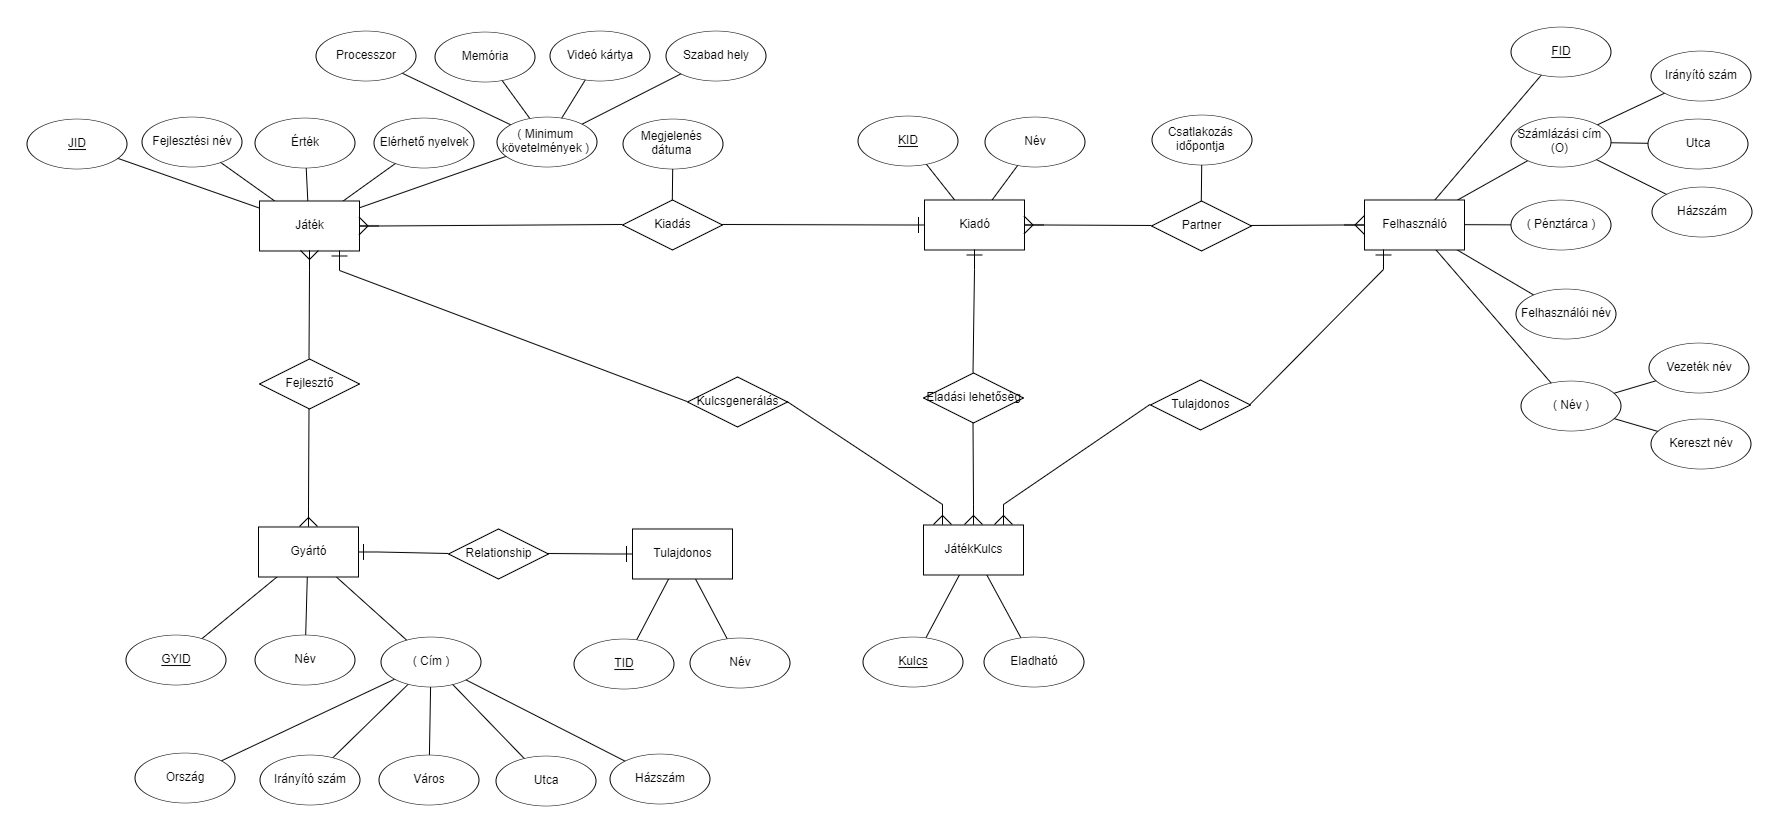 Processzor
Memória
Videó kártya
Szabad hely
FID
Irányító szám
JID
Fejlesztési név
Érték
Elérhető nyelvek
( Minimum
követelmények )
Megjelenés
dátuma
KID
Név
Csatlakozás
időpontja
Számlázási cím
(O)
Utca
Házszám
Játék
Kiadás
Kiadó
Partner
Felhasználó
( Pénztárca )
Felhasználói név
Fejlesztő
Kulcsgenerálás
Eladási lehetőség
Tulajdonos
Vezeték név
( Név )
Kereszt név
Gyártó
Relationship
Tulajdonos
JátékKulcs
GYID
Név
( Cím )
TID
Név
Kulcs
Eladható
Ország
Irányító szám
Város
Utca
Házszám